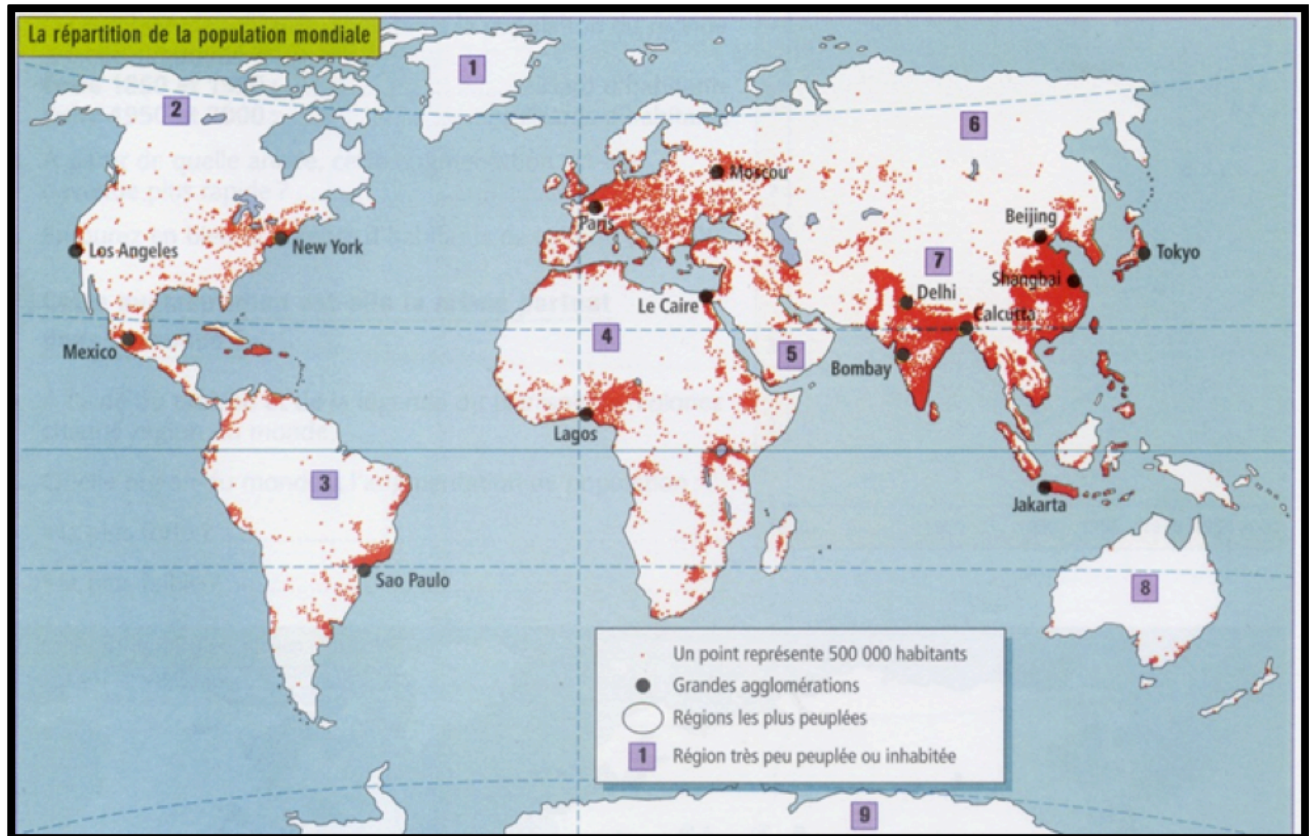 La répartition de la population mondiale
1
2
6
Moscou
Paris
Beijing
Los Angeles
New York
Tokyo
7
Shangbai
Delhi
Le Caire
Calcutta
4
Mexico
5
Bombay
Lagos
3
Jakarta
Sao Paulo
8
Un point représente 500 000 habitants
Grandes agglomérations
Régions les plus peuplées
1 Région très peu peuplée ou inhabitée
9